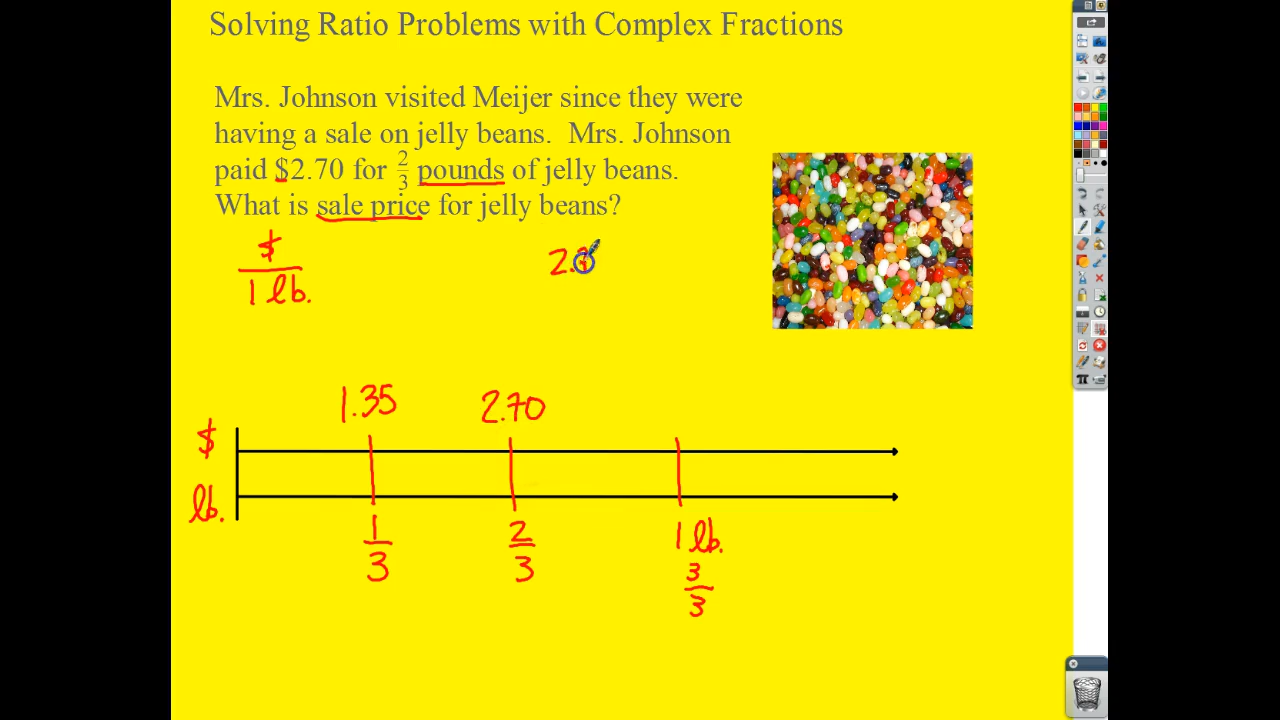 Solving Ratio Problems with Complex Fractions
Mrs. Johnson visited Meijer since they were
having a sale on jelly beans. Mrs. Johnson
paid $2.70 for 2/3 pounds of jelly beans.
What is sale price for jelly beans?
$
1 lb.
1.35 2.70
$
lb.
1/3 2/3 1 lb.
3/3